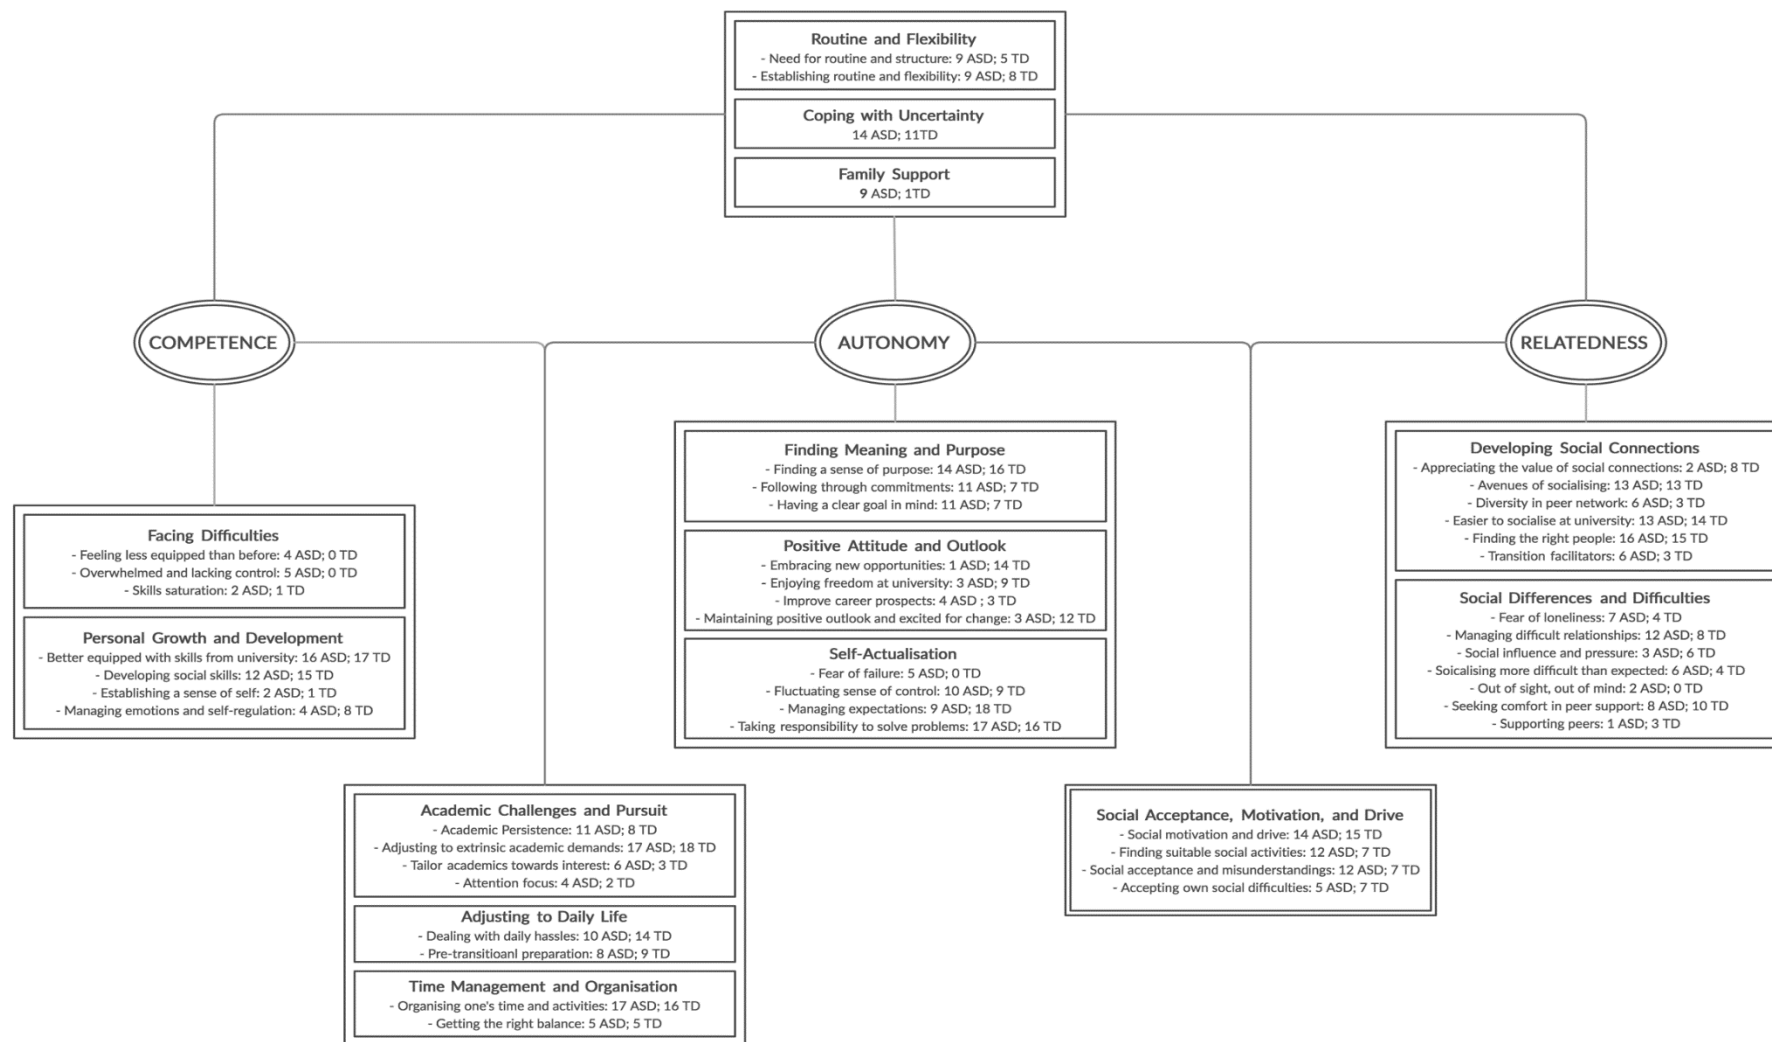 Routine and Flexibility
- Need for routine and structure: 9 ASD; 5 TD
- Establishing routine and flexibility: 9 ASD; 8 TD
Coping with Uncertainty
14 ASD; 11TD
Family Support
9 ASD; 1TD
COMPETENCE
AUTONOMY
RELATEDNESS
Facing Difficulties
- Feeling less equipped than before: 4 ASD; 0 TD
- Overwhelmed and lacking control: 5 ASD; 0 TD
- Skills saturation: 2 ASD; 1 TD
Personal Growth and Development
- Better equipped with skills from university: 16 ASD; 17 TD
- Developing social skills: 12 ASD; 15 TD
- Establishing a sense of self: 2 ASD; 1 TD
- Managing emotions and self-regulation: 4 ASD; 8 TD
Finding Meaning and Purpose
- Finding a sense of purpose: 14 ASD; 16 TD
- Following through commitments: 11 ASD; 7 TD
- Having a clear goal in mind: 11 ASD; 7 TD
Positive Attitude and Outlook
- Embracing new opportunities: 1 ASD; 14 TD
- Enjoying freedom at university: 3 ASD; 9 TD
- Improve career prospects: 4 ASD ; 3 TD
- Maintaining positive outlook and excited for change: 3 ASD; 12 TD
Self-Actualisation
- Fear of failure: 5 ASD; 0 TD
- Fluctuating sense of control: 10 ASD; 9 TD
- Managing expectations: 9 ASD; 18 TD
- Taking responsibility to solve problems: 17 ASD; 16 TD
Developing Social Connections
- Appreciating the value of social connections: 2 ASD; 8 TD
- Avenues of socialising: 13 ASD; 13 TD
- Diversity in peer network: 6 ASD; 3 TD
- Easier to socialise at university: 13 ASD; 14 TD
- Finding the right people: 16 ASD; 15 TD
- Transition facilitators: 6 ASD; 3 TD
Social Differences and Difficulties
- Fear of loneliness: 7 ASD; 4 TD
- Managing difficult relationships: 12 ASD; 8 TD
- Social influence and pressure: 3 ASD; 6 TD
- Soicalising more difficult than expected: 6 ASD; 4 TD
- Out of sight, out of mind: 2 ASD; 0 TD
- Seeking comfort in peer support: 8 ASD; 10 TD
- Supporting peers: 1 ASD; 3 TD
Academic Challenges and Pursuit
- Academic Persistence: 11 ASD; 8 TD
- Adjusting to extrinsic academic demands: 17 ASD; 18 TD
- Tailor academics towards interest: 6 ASD; 3 TD
- Attention focus: 4 ASD; 2 TD
Adjusting to Daily Life
- Dealing with daily hassles: 10 ASD; 14 TD
- Pre-transitioanl preparation: 8 ASD; 9 TD
Time Management and Organisation
- Organising one's time and activities: 17 ASD; 16 TD
- Getting the right balance: 5 ASD; 5 TD
Social Acceptance, Motivation, and Drive
- Social motivation and drive: 14 ASD; 15 TD
- Finding suitable social activities: 12 ASD; 7 TD
- Social acceptance and misunderstandings: 12 ASD; 7 TD
- Accepting own social difficulties: 5 ASD; 7 TD